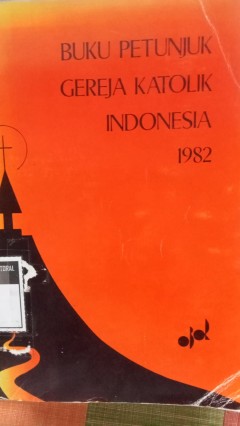 BUKU PETUNJUK
GEREJA KATOLIK
INDONESIA
1982